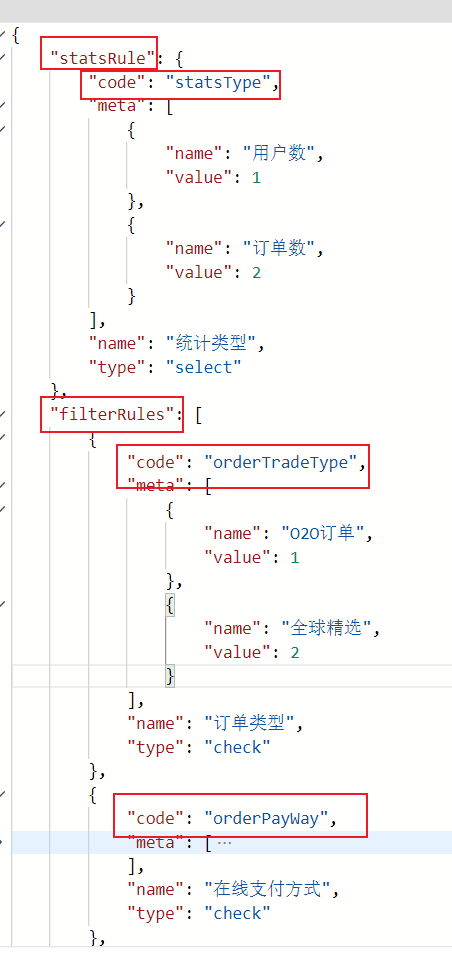 {
"statsRule": {
"code": "statsType",
"meta": [
{
"name": "用户数",
"value": 1
},
{
"name": "订单数",
"value": 2
}
],
"name": "统计类型",
"type": "select"
},
"filterRules": [
{
"code": "orderTradeType",
"meta": [
{
"name": "O2O订单",
"value": 1
},
{
"name": "全球精选",
"value": 2
}
],
"name": "订单类型",
"type": "check"
},
{
"code": "orderPayWay",
"meta": [ ···
],
"name": "在线支付方式",
"type": "check"
},